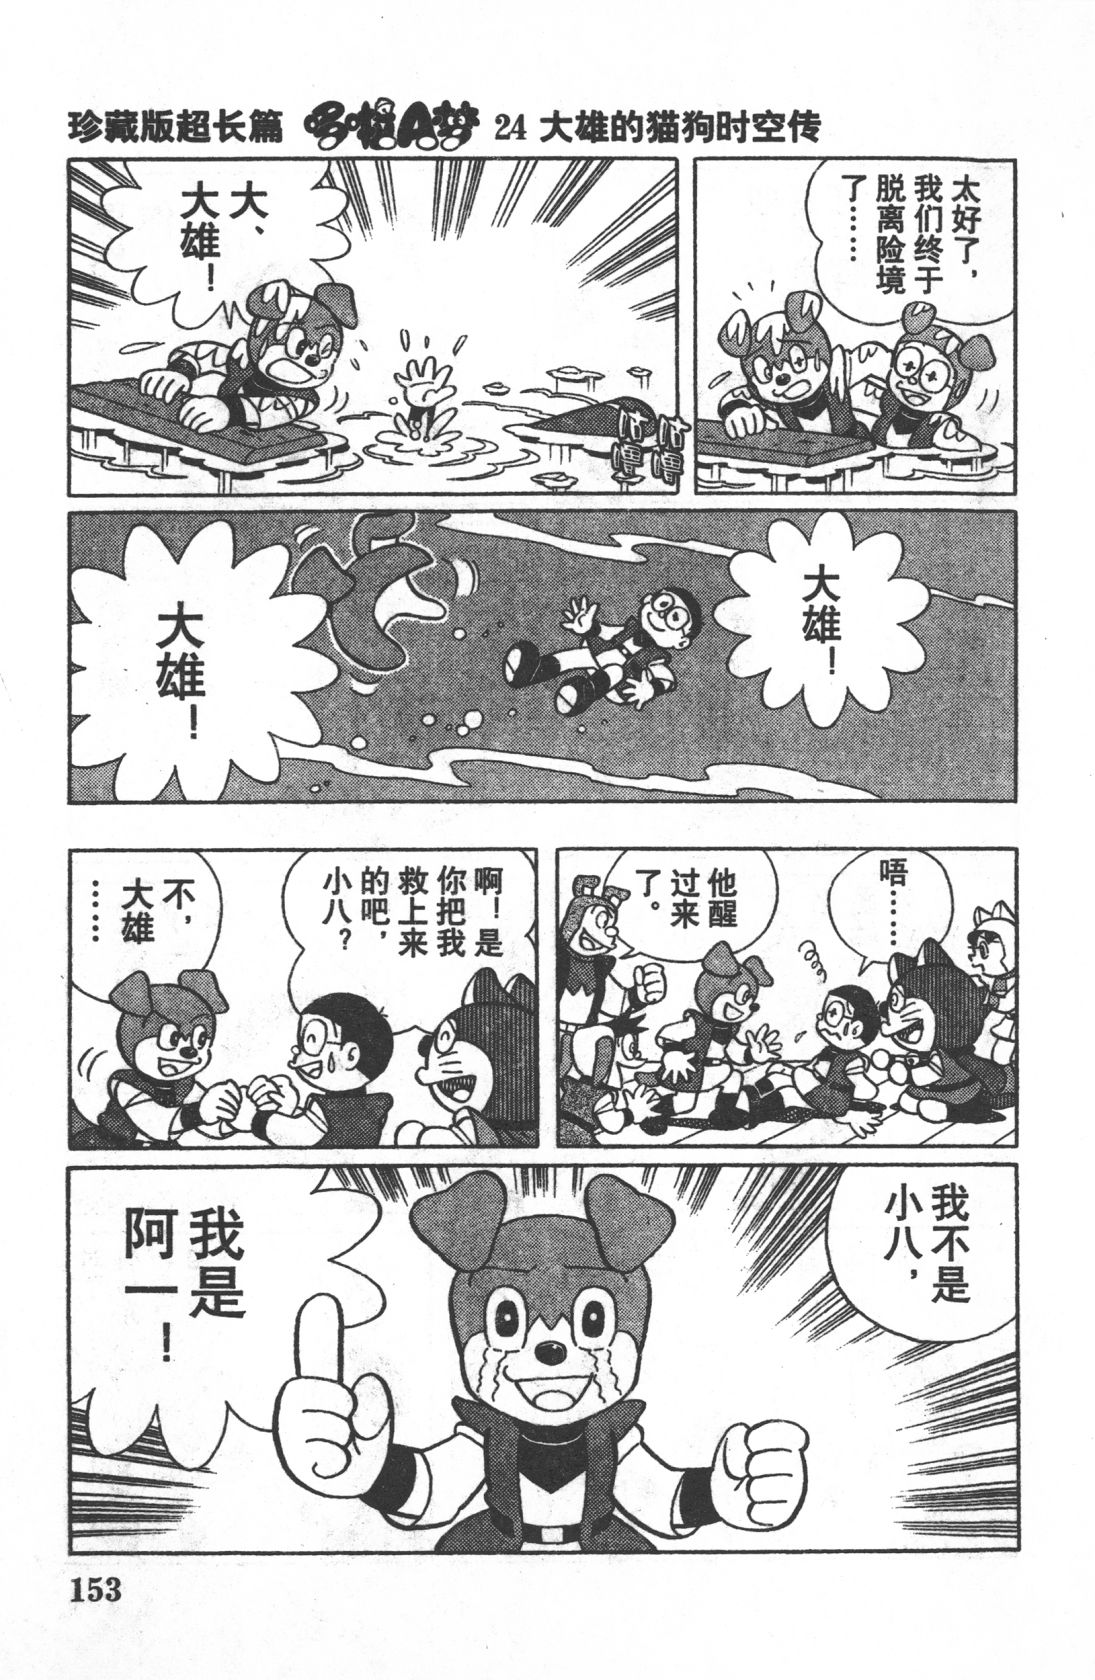 珍藏版超长篇 哆啦A梦 24 大雄的猫狗时空传
太好了，
我们终于
脱离险境
了……
大、
大雄！
大雄！
大雄！
唔……
他醒
过来
了。
啊！是
你把我
救上来
的吧，
小八？
不，
大雄
……
我不是
小八，
我是
阿一！
153